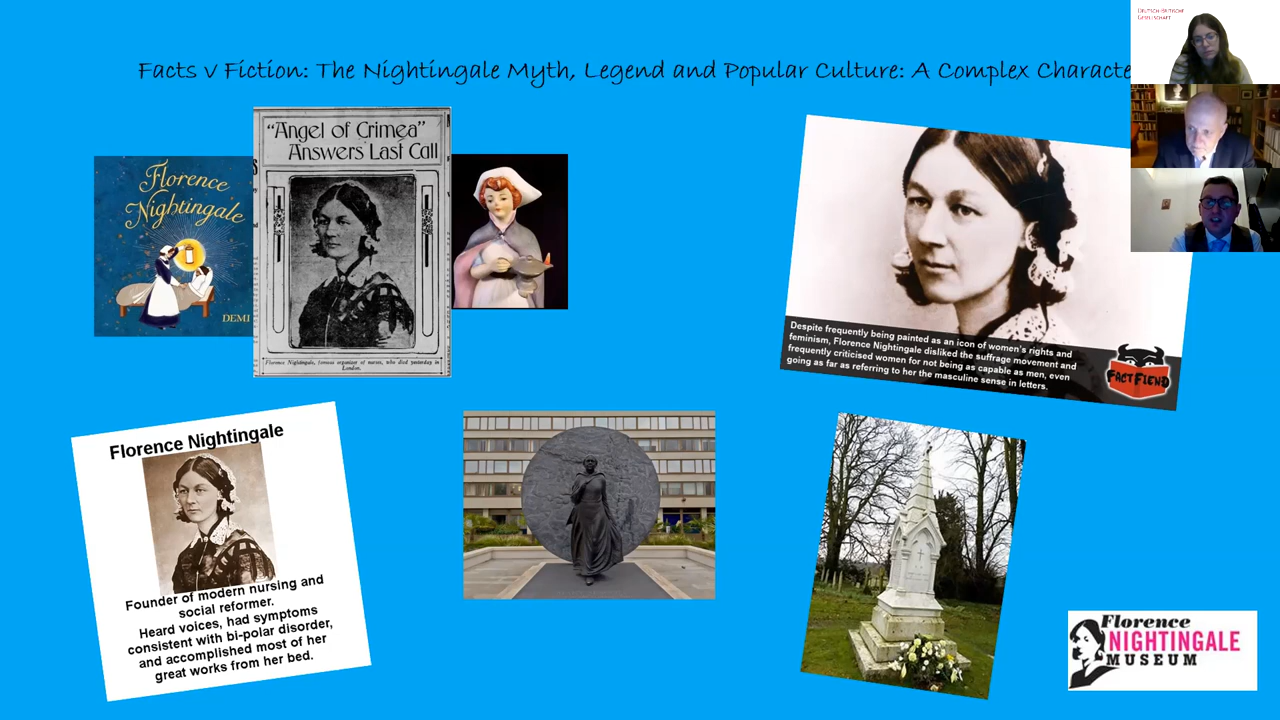 DEUTSCH-BRITISCHE
GESELLSCHAFT
Facts v Fiction: The Nightingale Myth, Legend and Popular Culture: A Complex Characte
Florence
Nightingale
DEMI
"Angel of Crimea"
Answers Last Call
Florence Nightingale, famous organizer of nurses, who died yesterday in
London.
Despite frequently being painted as an icon of women's rights and
feminism, Florence Nightingale disliked the suffrage movement and
frequently criticised women for not being as capable as men, even
going as far as referring to her the masculine sense in letters.
FACT FIEND
Florence Nightingale
Founder of modern nursing and
social reformer.
Heard voices, had symptoms
consistent with bi-polar disorder,
and accomplished most of her
great works from her bed.
Florence
NIGHTINGALE
MUSEUM